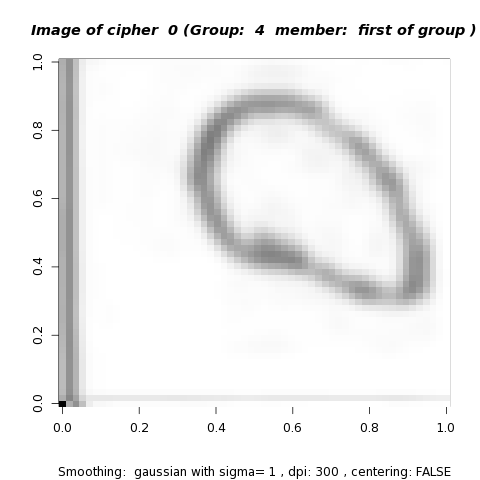 Image of cipher 0 (Group: 4 member: first of group )
1.0
0.8
0.6
0.4
0.2
0.0
0.0 0.2 0.4 0.6 0.8 1.0
Smoothing: gaussian with sigma= 1 , dpi: 300 , centering: FALSE